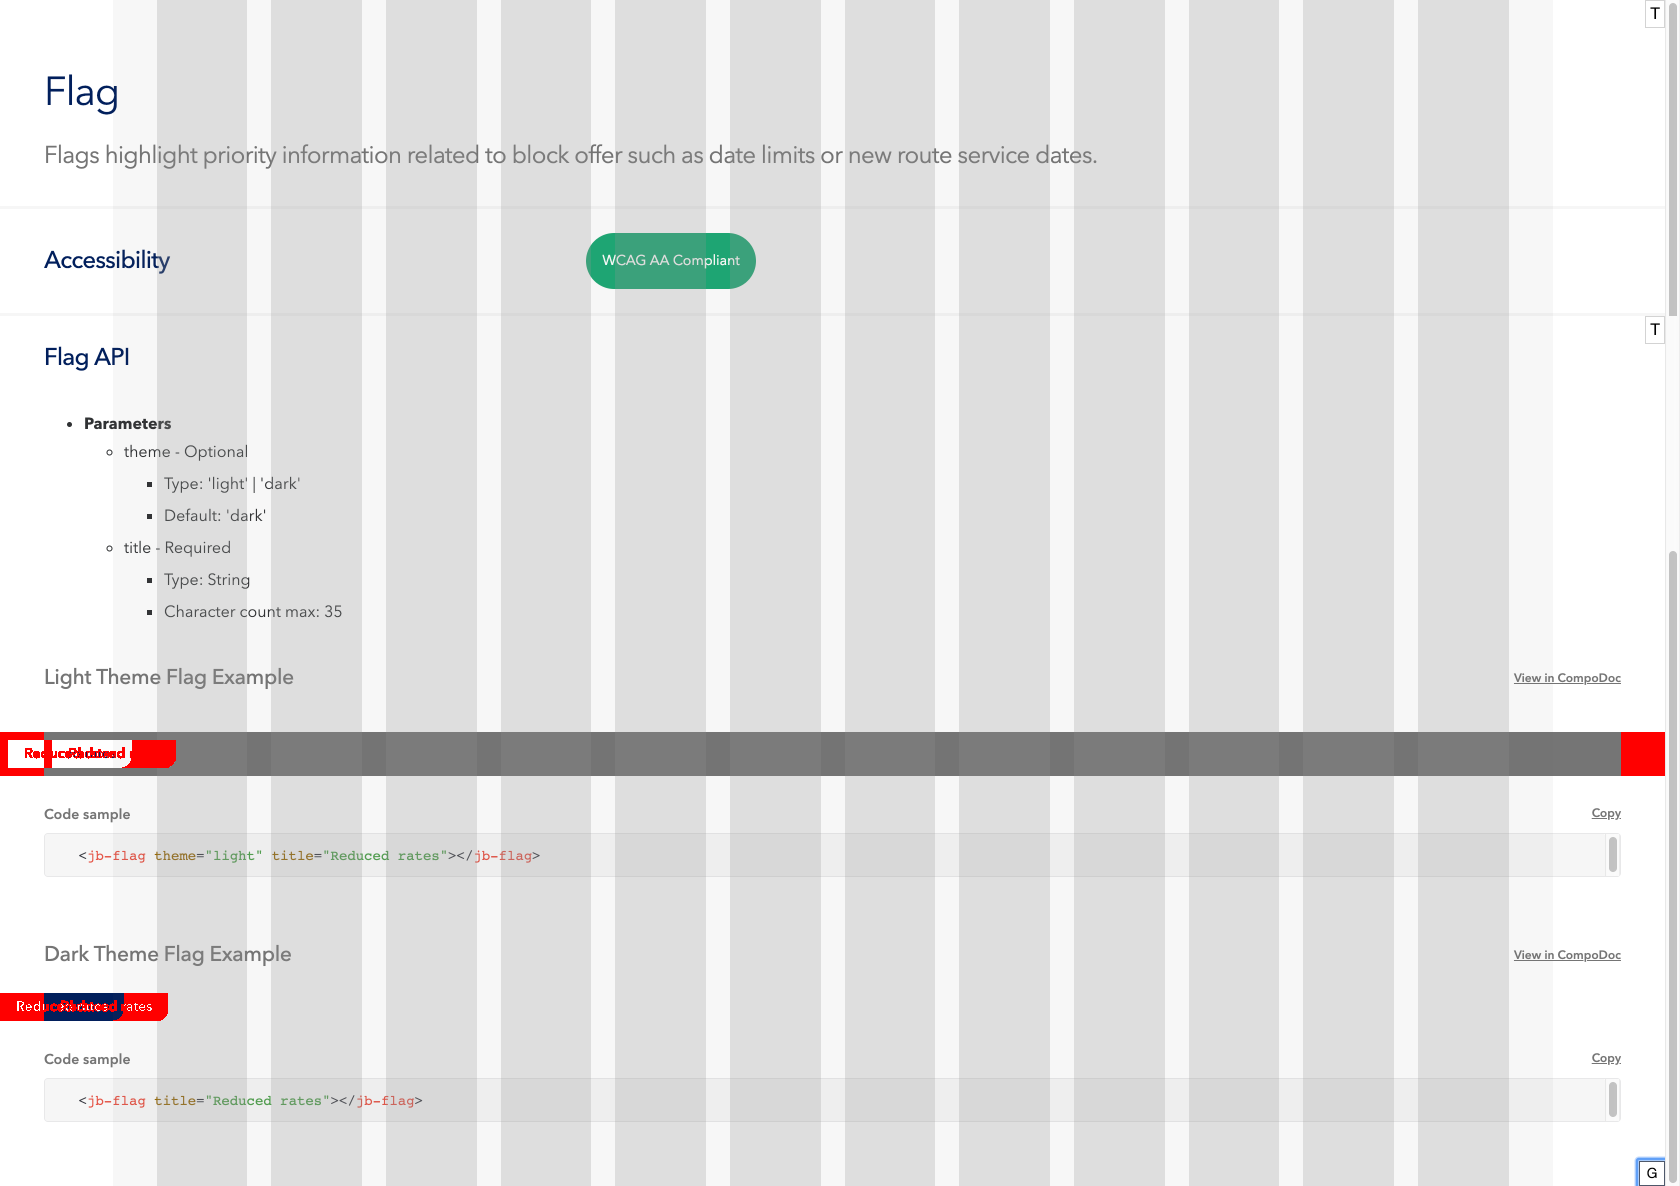 T
Flag
Flags highlight priority information related to block offer such as date limits or new route service dates.
Accessibility
WCAG AA Compliant
T
Flag API
Parameters
theme - Optional
Type: 'light' | 'dark'
Default: 'dark'
title - Required
Type: String
Character count max: 35
Light Theme Flag Example
View in CompoDoc
Code sample
Copy
<jb-flag theme="light" title="Reduced rates"></jb-flag>
Dark Theme Flag Example
View in CompoDoc
rates
Code sample
Copy
<jb-flag title="Reduced rates"></jb-flag>
G